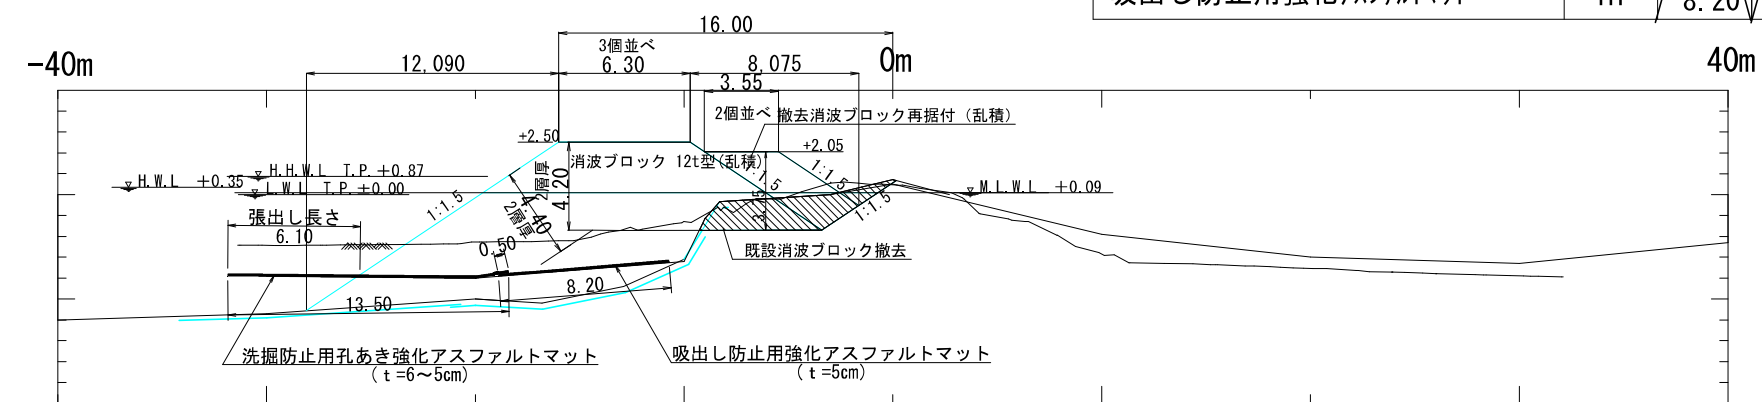 吸出し防止用強化アスファルトマット m 8.20
16.00
3個並べ
-40m 12,090 6.30 8,075 0m 40m
3.55
2個並べ 撤去消波ブロック再据付（乱積）
+2.50 +2.05
消波ブロック 12t型(乱積)
H.H.W.L T.P.+0.87
H.W.L +0.35
L.W.L T.P.+0.00
M.L.W.L +0.09
1:1.5
2層厚
4.20
4.40
2層厚
1:1.5
1:1.5
1:1.5
張出し長さ
6.10
0.50
既設消波ブロック撤去
8.20
13.50
洗掘防止用孔あき強化アスファルトマット
(ｔ=6～5cm)
吸出し防止用強化アスファルトマット
(ｔ=5cm)